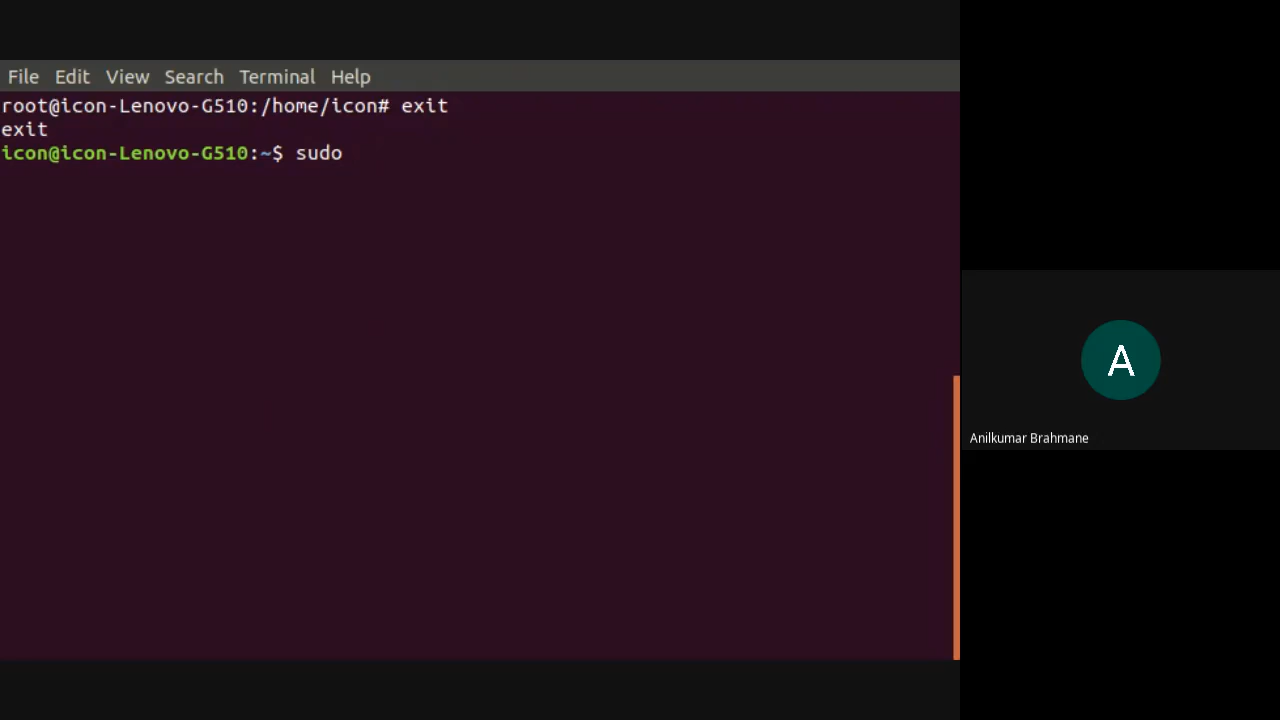 File Edit View Search Terminal Help
root@icon-Lenovo-G510:/home/icon# exit
exit
icon@icon-Lenovo-G510:~$ sudo
A
Anilkumar Brahmane